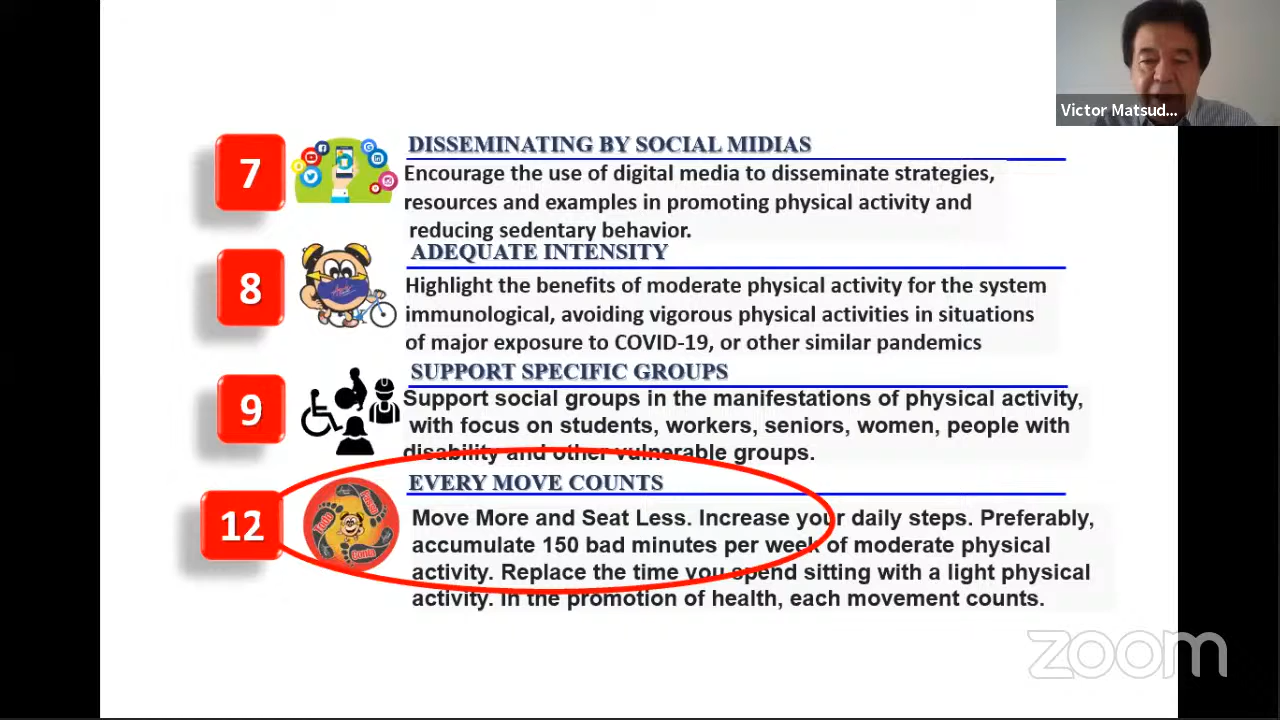 Victor Matsud...
7
DISSEMINATING BY SOCIAL MIDIAS
Encourage the use of digital media to disseminate strategies,
resources and examples in promoting physical activity and
reducing sedentary behavior.
8
ADEQUATE INTENSITY
Highlight the benefits of moderate physical activity for the system
immunological, avoiding vigorous physical activities in situations
of major exposure to COVID-19, or other similar pandemics
9
SUPPORT SPECIFIC GROUPS
Support social groups in the manifestations of physical activity,
with focus on students, workers, seniors, women, people with
disability and other vulnerable groups.
12
EVERY MOVE COUNTS
Move More and Seat Less. Increase your daily steps. Preferably,
accumulate 150 bad minutes per week of moderate physical
activity. Replace the time you spend sitting with a light physical
activity. In the promotion of health, each movement counts.
zoom